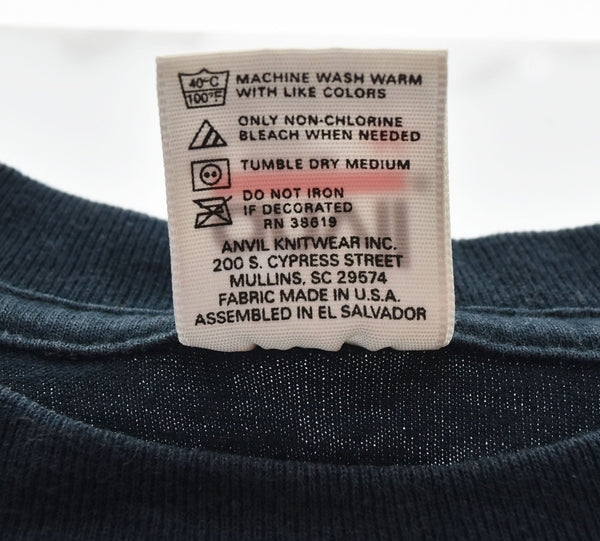 40°C
100°F
MACHINE WASH WARM
WITH LIKE COLORS
ONLY NON-CHLORINE
BLEACH WHEN NEEDED
TUMBLE DRY MEDIUM
DO NOT IRON
IF DECORATED
RN 38619
ANVIL KNITWEAR INC.
200 S. CYPRESS STREET
MULLINS, SC 29574
FABRIC MADE IN U.S.A.
ASSEMBLED IN EL SALVADOR